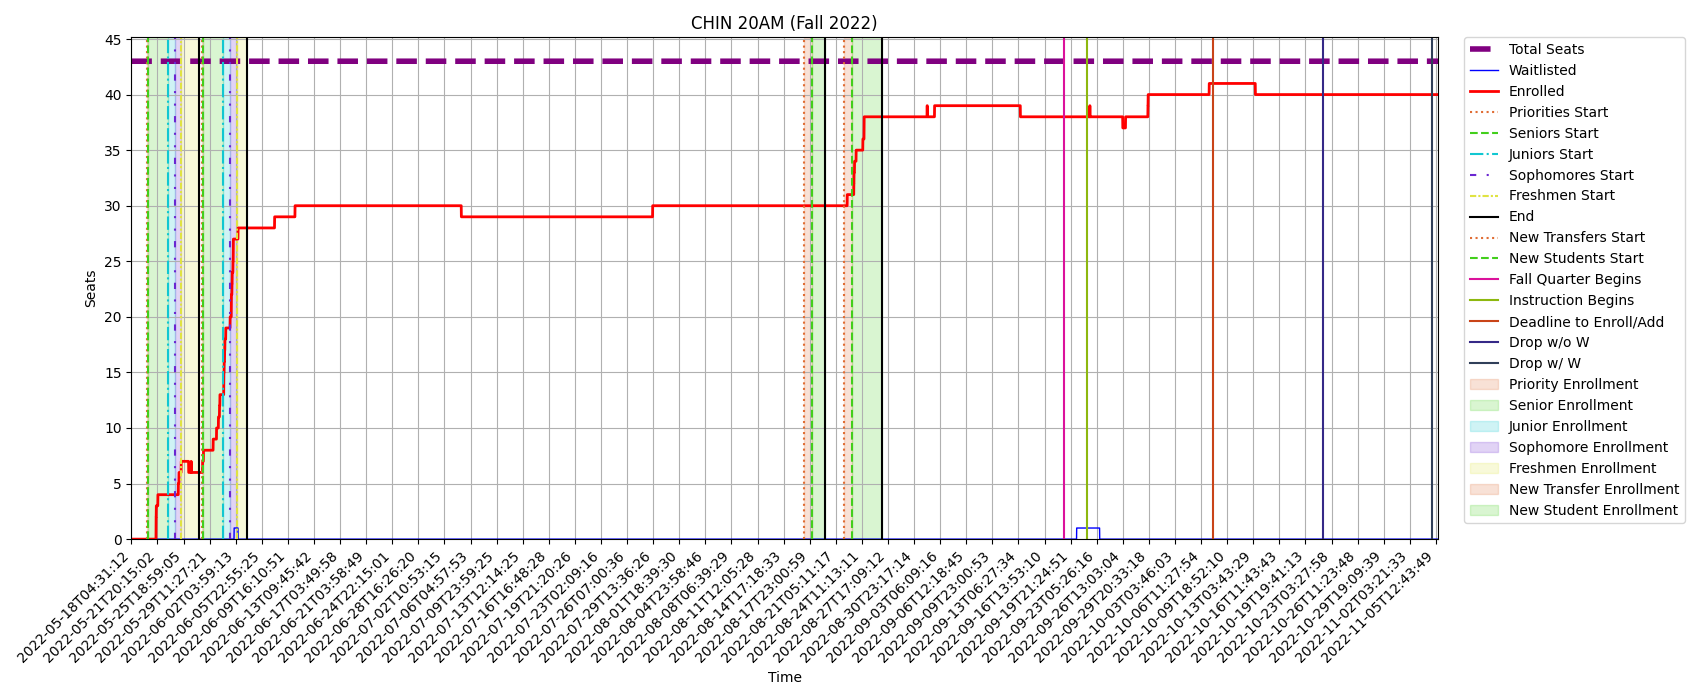 CHIN 20AM (Fall 2022)
45
40
35
30
25
20
15
10
5
0
Seats
2022-05-18T04:31:12
2022-05-21T20:15:02
2022-05-25T18:59:05
2022-05-29T11:27:21
2022-06-02T03:59:13
2022-06-05T22:55:25
2022-06-09T16:10:51
2022-06-13T09:45:42
2022-06-17T03:49:58
2022-06-21T03:58:49
2022-06-24T22:15:01
2022-06-28T16:26:20
2022-07-02T10:53:15
2022-07-06T04:57:53
2022-07-09T23:59:25
2022-07-13T12:14:25
2022-07-16T16:48:28
2022-07-19T21:20:26
2022-07-23T02:09:16
2022-07-26T07:00:36
2022-07-29T13:36:26
2022-08-01T18:39:30
2022-08-04T23:58:46
2022-08-08T06:39:29
2022-08-11T12:05:28
2022-08-14T17:18:33
2022-08-17T23:00:59
2022-08-21T05:11:17
2022-08-24T11:13:11
2022-08-27T17:09:12
2022-08-30T23:17:14
2022-09-03T06:09:16
2022-09-06T12:18:45
2022-09-09T23:00:53
2022-09-13T06:27:34
2022-09-16T13:53:10
2022-09-19T21:24:51
2022-09-23T05:26:16
2022-09-26T13:03:04
2022-09-29T20:33:18
2022-10-03T03:46:03
2022-10-06T11:27:54
2022-10-09T18:52:10
2022-10-13T03:43:29
2022-10-16T11:43:43
2022-10-19T19:41:13
2022-10-23T03:27:58
2022-10-26T11:23:48
2022-10-29T19:09:39
2022-11-02T03:21:33
2022-11-05T12:43:49
Time
Total Seats
Waitlisted
Enrolled
Priorities Start
Seniors Start
Juniors Start
Sophomores Start
Freshmen Start
End
New Transfers Start
New Students Start
Fall Quarter Begins
Instruction Begins
Deadline to Enroll/Add
Drop w/o W
Drop w/ W
Priority Enrollment
Senior Enrollment
Junior Enrollment
Sophomore Enrollment
Freshmen Enrollment
New Transfer Enrollment
New Student Enrollment